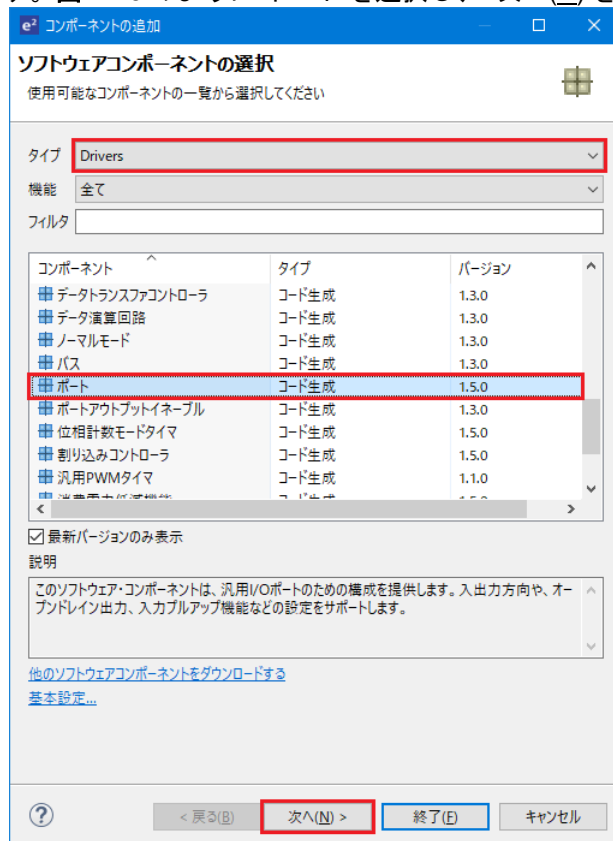 e² コンポーネントの追加
ソフトウェアコンポーネントの選択
使用可能なコンポーネントの一覧から選択してください
タイプ Drivers
機能 全て
フィルタ
コンポーネント タイプ バージョン
データトランスファコントローラ コード生成 1.3.0
データ演算回路 コード生成 1.3.0
ノーマルモード コード生成 1.3.0
バス コード生成 1.3.0
ポート コード生成 1.5.0
ポートアウトプットイネーブル コード生成 1.3.0
位相計数モードタイマ コード生成 1.5.0
割り込みコントローラ コード生成 1.5.0
汎用PWMタイマ コード生成 1.1.0
最新バージョンのみ表示
説明
このソフトウェア・コンポーネントは、汎用I/Oポートのための構成を提供します。入出力方向や、オー
プンドレイン出力、入力プルアップ機能などの設定をサポートします。
他のソフトウェアコンポーネントをダウンロードする
基本設定...
? < 戻る(B) 次へ(N) > 終了(F) キャンセル